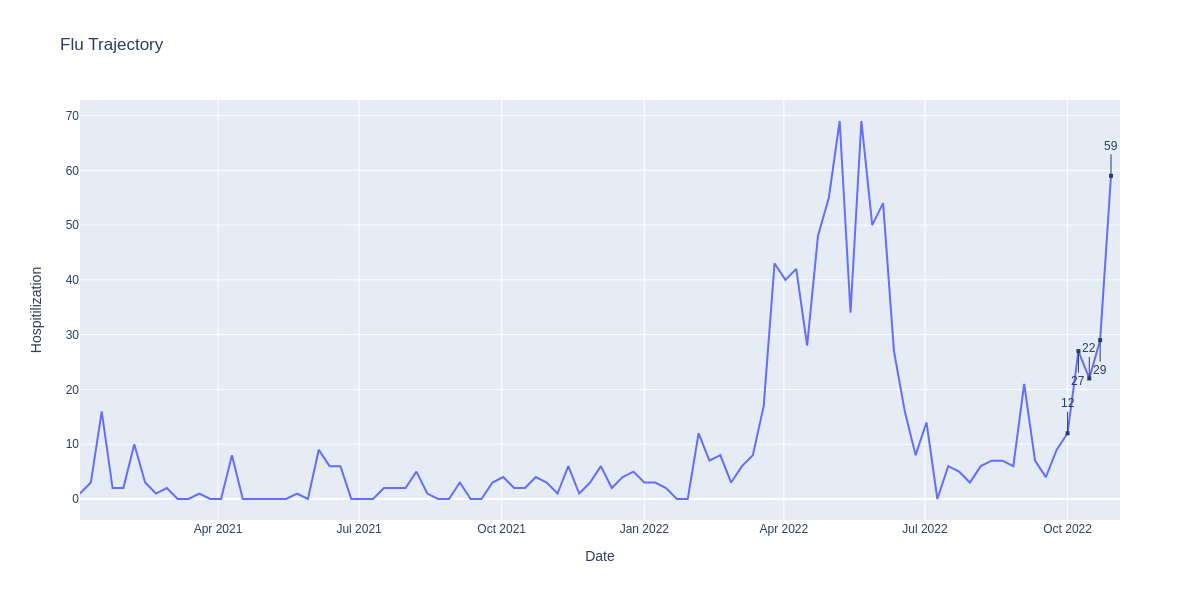 Flu Trajectory
70
60
50
40
30
20
10
0
Hospitilization
59
22
29
27
12
Apr 2021
Jul 2021
Oct 2021
Jan 2022
Apr 2022
Jul 2022
Oct 2022
Date